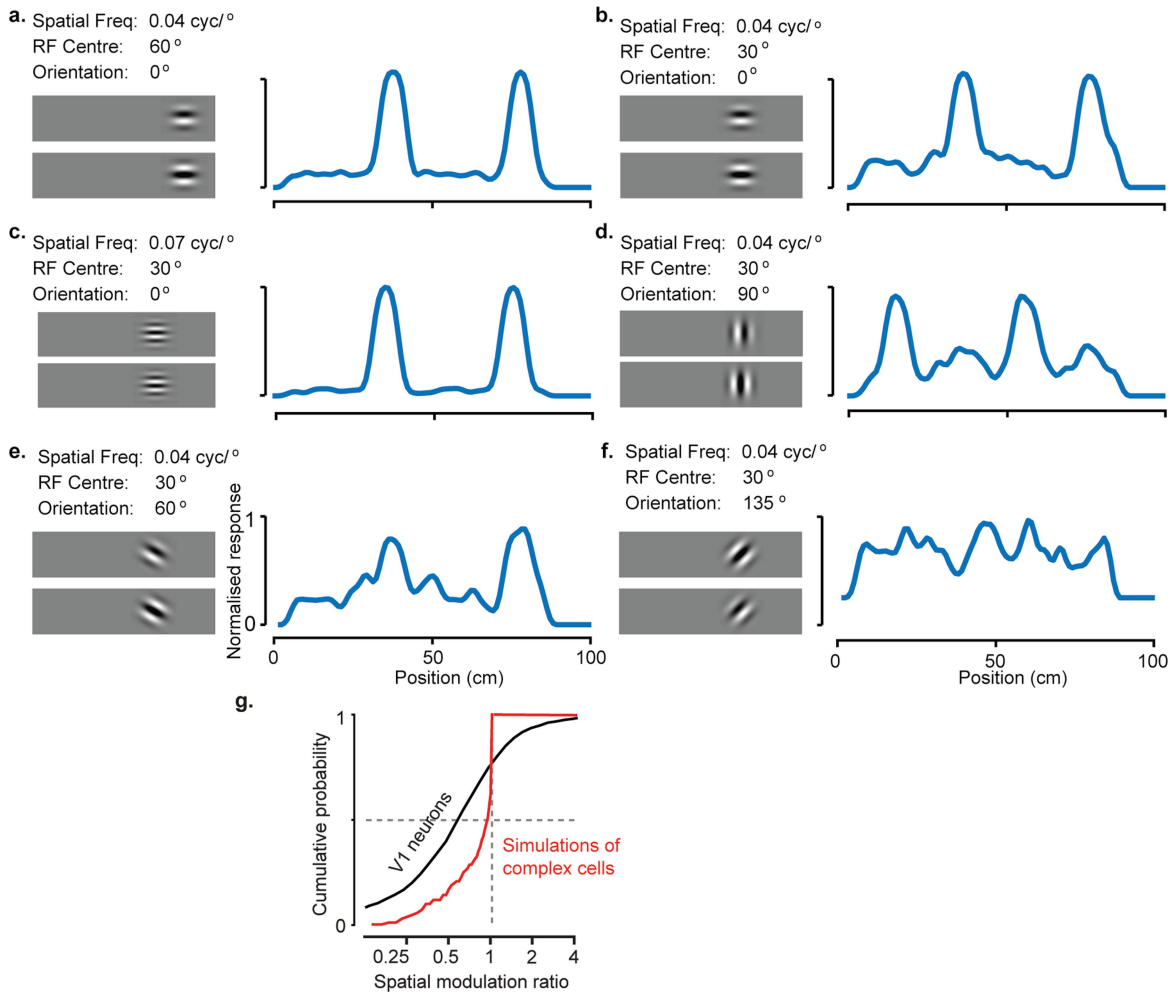 a.
Spatial Freq: 0.04 cyc/ °
RF Centre: 60 °
Orientation: 0 °
b.
Spatial Freq: 0.04 cyc/ °
RF Centre: 30 °
Orientation: 0 °
c.
Spatial Freq: 0.07 cyc/ °
RF Centre: 30 °
Orientation: 0 °
d.
Spatial Freq: 0.04 cyc/ °
RF Centre: 30 °
Orientation: 90 °
e.
Spatial Freq: 0.04 cyc/ °
RF Centre: 30 °
Orientation: 60 °
Normalised response
1
0
0 50 100
Position (cm)
f.
Spatial Freq: 0.04 cyc/ °
RF Centre: 30 °
Orientation: 135 °
0 50 100
Position (cm)
g.
Cumulative probability
1
0
V1 neurons
Simulations of
complex cells
0.25 0.5 1 2 4
Spatial modulation ratio